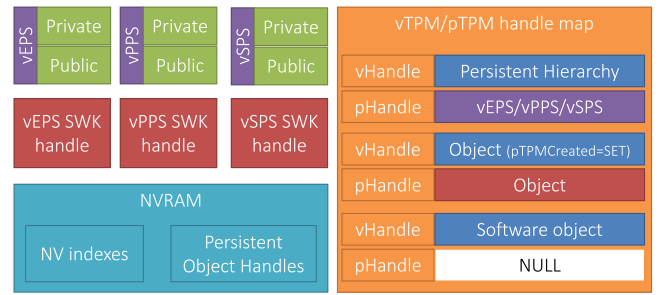 vEPS
Private
Public
vPPS
Private
Public
vSPS
Private
Public
vEPS SWK
handle
vPPS SWK
handle
vSPS SWK
handle
NVRAM
NV indexes
Persistent
Object Handles
vTPM/pTPM handle map
vHandle Persistent Hierarchy
pHandle vEPS/vPPS/vSPS
vHandle Object (pTPMCreated=SET)
pHandle Object
vHandle Software object
pHandle NULL